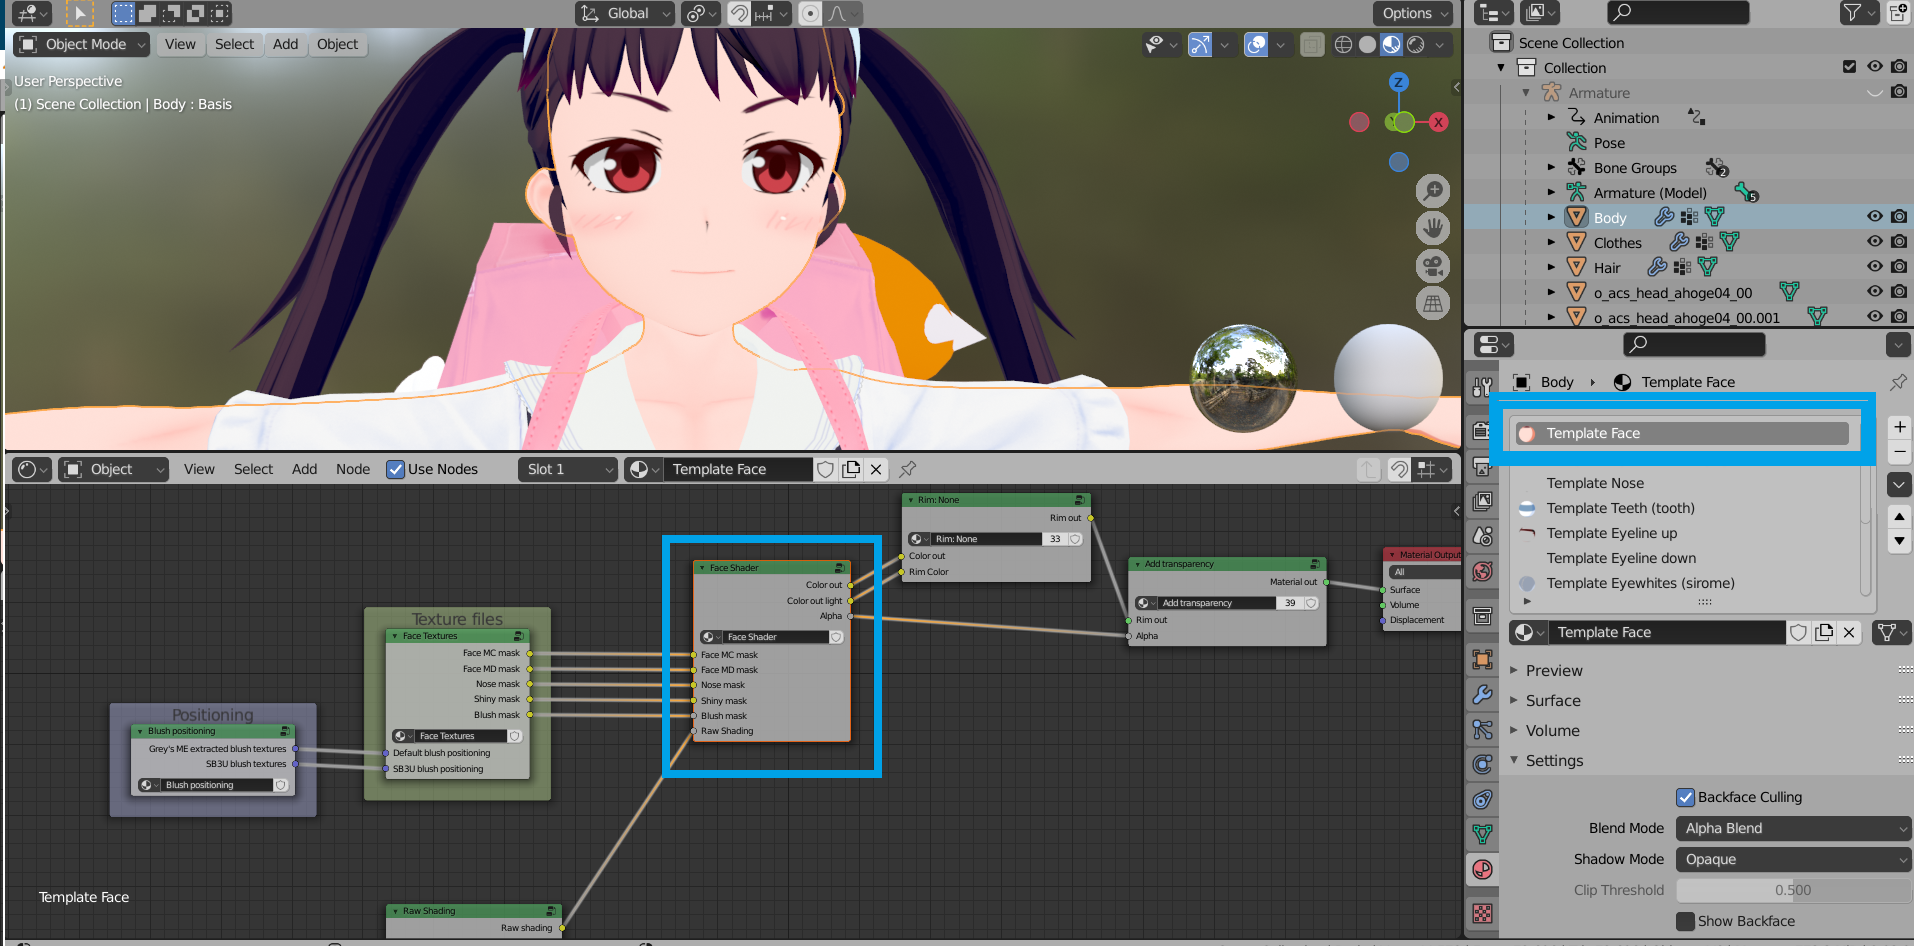 Global
Options
Object Mode
View
Select
Add
Object
User Perspective
(1) Scene Collection | Body : Basis
Z
X
Scene Collection
Collection
Armature
Animation
Pose
Bone Groups
2
Armature (Model)
5
Body
Clothes
Hair
o_acs_head_ahoge04_00
o_acs_head_ahoge04_00.001
Body
Template Face
Template Face
Template Nose
Template Teeth (tooth)
Template Eyeline up
Template Eyeline down
Template Eyewhites (sirome)
Template Face
Preview
Surface
Volume
Settings
Backface Culling
Blend Mode
Alpha Blend
Shadow Mode
Opaque
Clip Threshold
0.500
Show Backface
Object
View
Select
Add
Node
Use Nodes
Slot 1
Template Face
Positioning
Blush positioning
Grey's ME extracted blush textures
SB3U blush textures
Blush positioning
Texture files
Face Textures
Face MC mask
Face MD mask
Nose mask
Shiny mask
Blush mask
Face Textures
Default blush positioning
SB3U blush positioning
Face Shader
Color out
Color out light
Alpha
Face Shader
Face MC mask
Face MD mask
Nose mask
Shiny mask
Blush mask
Raw Shading
Rim: None
Rim out
Rim: None
33
Color out
Rim Color
Add transparency
Material out
Add transparency
39
Rim out
Alpha
Material Output
All
Surface
Volume
Displacement
Raw Shading
Raw shading
Template Face